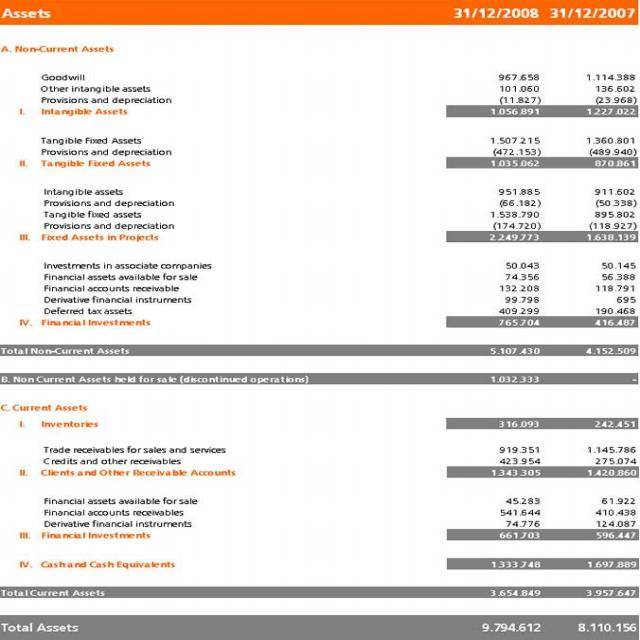 Assets 31/12/2008 31/12/2007
A. Non-Current Assets
Goodwill 967.658 1.114.388
Other intangible assets 101.060 136.602
Provisions and depreciation (11.827) (23.968)
I. Intangible Assets 1.056.891 1.227.022
Tangible Fixed Assets 1.507.215 1.360.801
Provisions and depreciation (472.153) (489.940)
II. Tangible Fixed Assets 1.035.062 870.861
Intangible assets 951.885 911.602
Provisions and depreciation (66.182) (50.338)
Tangible fixed assets 1.538.790 895.802
Provisions and depreciation (174.720) (118.927)
III. Fixed Assets in Projects 2.249.773 1.638.139
Investments in associate companies 50.043 50.145
Financial assets available for sale 74.356 56.388
Financial accounts receivable 132.208 118.791
Derivative financial instruments 99.798 695
Deferred tax assets 409.299 190.468
IV. Financial Investments 765.704 416.487
Total Non-Current Assets 5.107.430 4.152.509
B. Non Current Assets held for sale (discontinued operations) 1.032.333 -
C. Current Assets
I. Inventories 316.093 242.451
Trade receivables for sales and services 919.351 1.145.786
Credits and other receivables 423.954 275.074
II. Clients and Other Receivable Accounts 1.343.305 1.420.860
Financial assets available for sale 45.283 61.922
Financial accounts receivables 541.644 410.438
Derivative financial instruments 74.776 124.087
III. Financial Investments 661.703 596.447
IV. Cash and Cash Equivalents 1.333.748 1.697.889
Total Current Assets 3.654.849 3.957.647
Total Assets 9.794.612 8.110.156